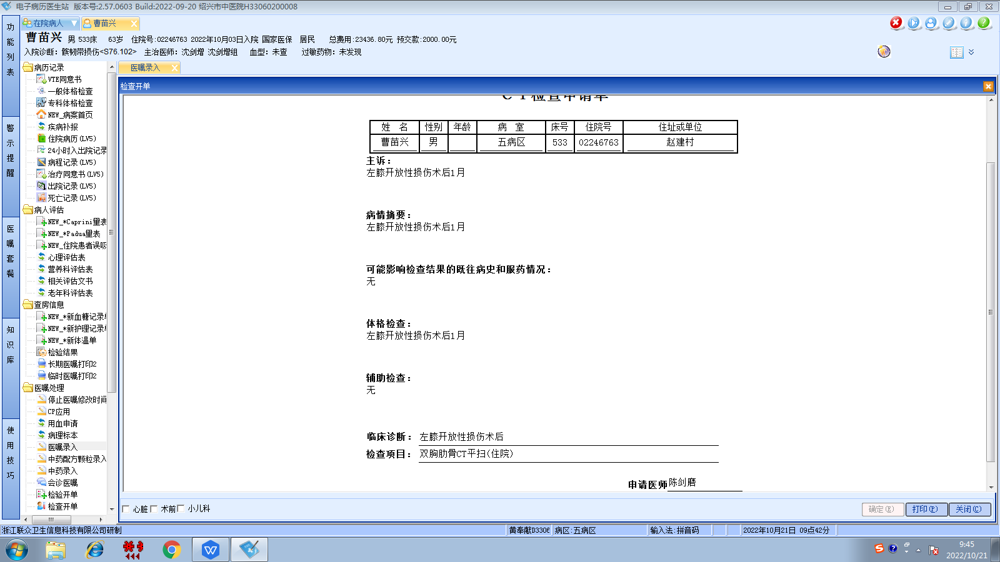 电子病历医生站 版本号:2.57.0603 Build:2022-09-20 绍兴市中医院H33060200008
功能列表
警示提醒
医嘱套餐
知识库
使用技巧
在院病人
曹苗兴
曹苗兴 男 533床 63岁 住院号:02246763 2022年10月03日入院 国家医保 居民 总费用:23436.80元 预交款:2000.00元
入院诊断：髌韧带损伤<S76.102> 主治医师：沈剑增 沈剑增组 血型：未查 过敏药物：未发现
病历记录
VTE同意书
一般体格检查
专科体格检查
NEW_病案首页
疾病补报
住院病历(LV5)
24小时入出院记录
病程记录(LV5)
治疗同意书(LV5)
出院记录(LV5)
死亡记录(LV5)
病人评估
NEW_*Caprini量表
NEW_*Padua量表
NEW_住院患者误吸
心理评估表
营养科评估表
相关评估文书
老年科评估表
查房信息
NEW_*新血糖记录单
NEW_*新护理记录单
NEW_*新体温单
检验结果
长期医嘱打印2
临时医嘱打印2
医嘱处理
停止医嘱修改时间
CP应用
用血申请
病理标本
医嘱录入
中药配方颗粒录入
中药录入
会诊医嘱
检验开单
检查开单
医嘱录入
检查开单
CT检查申请单
姓 名 性别 年龄 病 室 床号 住院号 住址或单位
曹苗兴 男 五病区 533 02246763 赵建村
主诉：
左膝开放性损伤术后1月
病情摘要：
左膝开放性损伤术后1月
可能影响检查结果的既往病史和服药情况：
无
体格检查：
左膝开放性损伤术后1月
辅助检查：
无
临床诊断： 左膝开放性损伤术后
检查项目： 双胸肋骨CT平扫(住院)
申请医师 陈剑磨
心脏 术前 小儿科
确定(E) 打印(P) 关闭(C)
浙江联众卫生信息科技有限公司研制 黄奉献D3306 病区:五病区 输入法:拼音码 2022年10月21日 09点42分
9:45
2022/10/21